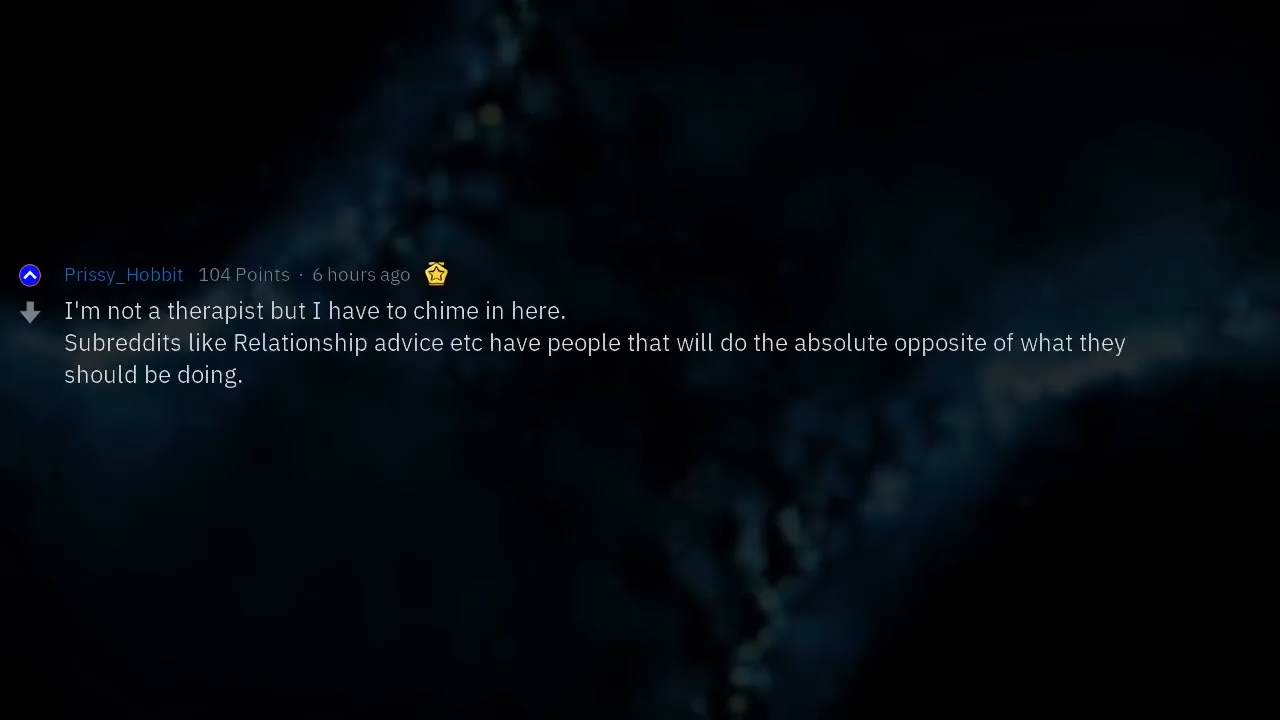 Prissy_Hobbit 104 Points · 6 hours ago
I'm not a therapist but I have to chime in here.
Subreddits like Relationship advice etc have people that will do the absolute opposite of what they
should be doing.